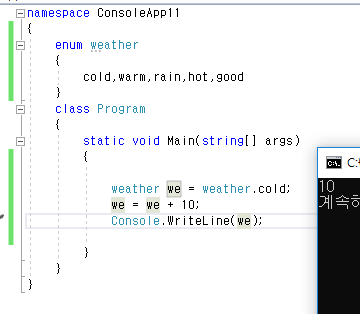 namespace ConsoleApp11
{
enum weather
{
cold,warm,rain,hot,good
}
class Program
{
static void Main(string[] args)
{
weather we = weather.cold;
we = we + 10;
Console.WriteLine(we);
}
}
}
C:
10
계속하